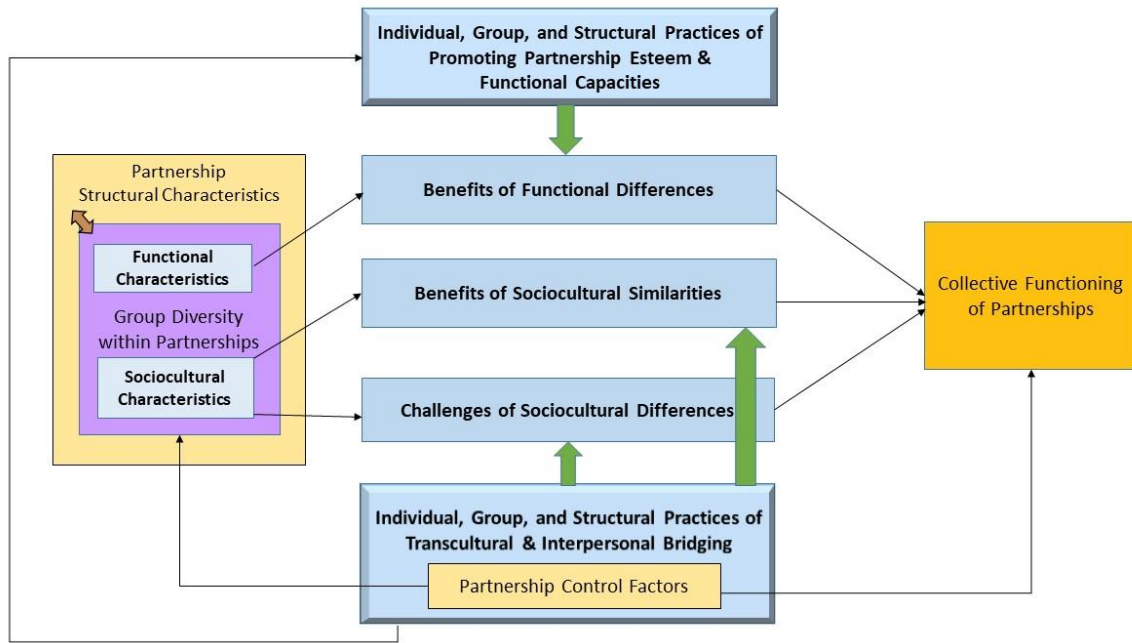 Individual, Group, and Structural Practices of
Promoting Partnership Esteem &
Functional Capacities
Partnership
Structural Characteristics
Functional
Characteristics
Group Diversity
within Partnerships
Sociocultural
Characteristics
Benefits of Functional Differences
Benefits of Sociocultural Similarities
Challenges of Sociocultural Differences
Collective Functioning
of Partnerships
Individual, Group, and Structural Practices of
Transcultural & Interpersonal Bridging
Partnership Control Factors